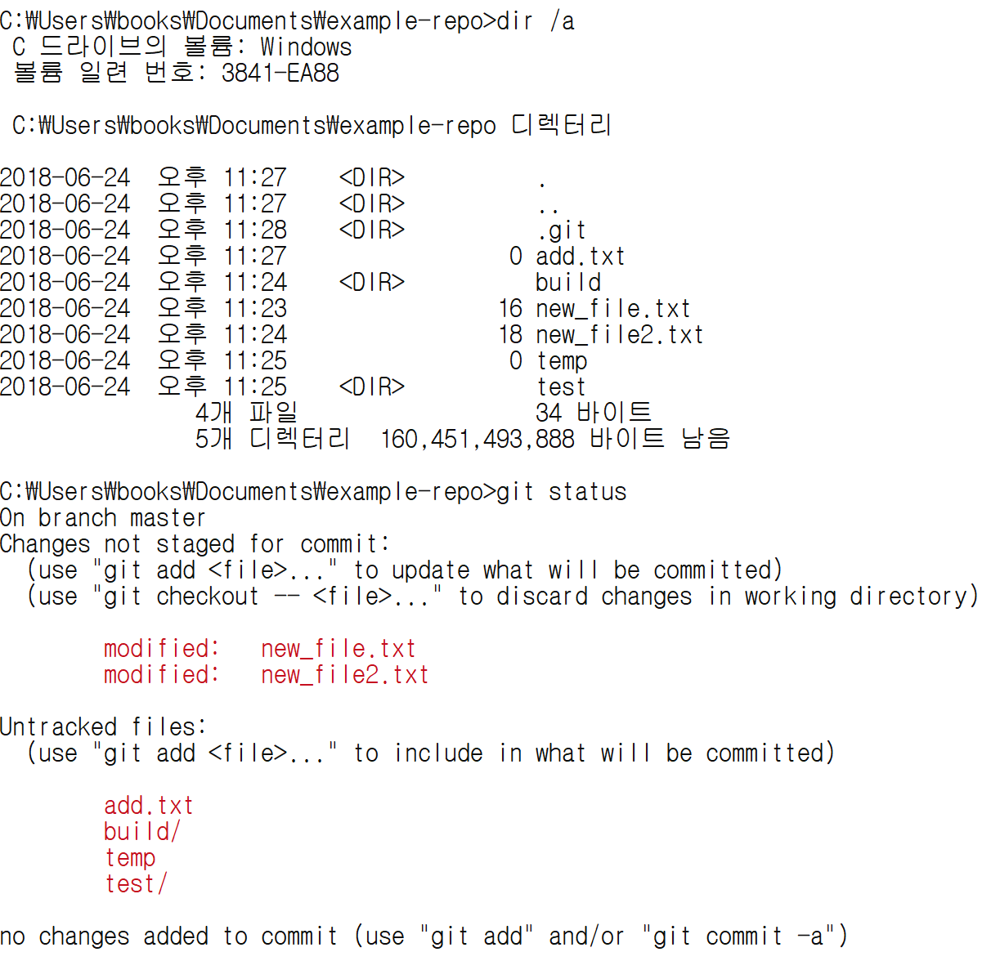 C:₩Users₩books₩Documents₩example-repo>dir /a
 C 드라이브의 볼륨: Windows
 볼륨 일련 번호: 3841-EA88

 C:₩Users₩books₩Documents₩example-repo 디렉터리

2018-06-24  오후 11:27    <DIR>          .
2018-06-24  오후 11:27    <DIR>          ..
2018-06-24  오후 11:28    <DIR>          .git
2018-06-24  오후 11:27                 0 add.txt
2018-06-24  오후 11:24    <DIR>          build
2018-06-24  오후 11:23                16 new_file.txt
2018-06-24  오후 11:24                18 new_file2.txt
2018-06-24  오후 11:25                 0 temp
2018-06-24  오후 11:25    <DIR>          test
               4개 파일                  34 바이트
               5개 디렉터리  160,451,493,888 바이트 남음

C:₩Users₩books₩Documents₩example-repo>git status
On branch master
Changes not staged for commit:
  (use "git add <file>..." to update what will be committed)
  (use "git checkout -- <file>..." to discard changes in working directory)

        modified:   new_file.txt
        modified:   new_file2.txt

Untracked files:
  (use "git add <file>..." to include in what will be committed)

        add.txt
        build/
        temp
        test/

no changes added to commit (use "git add" and/or "git commit -a")